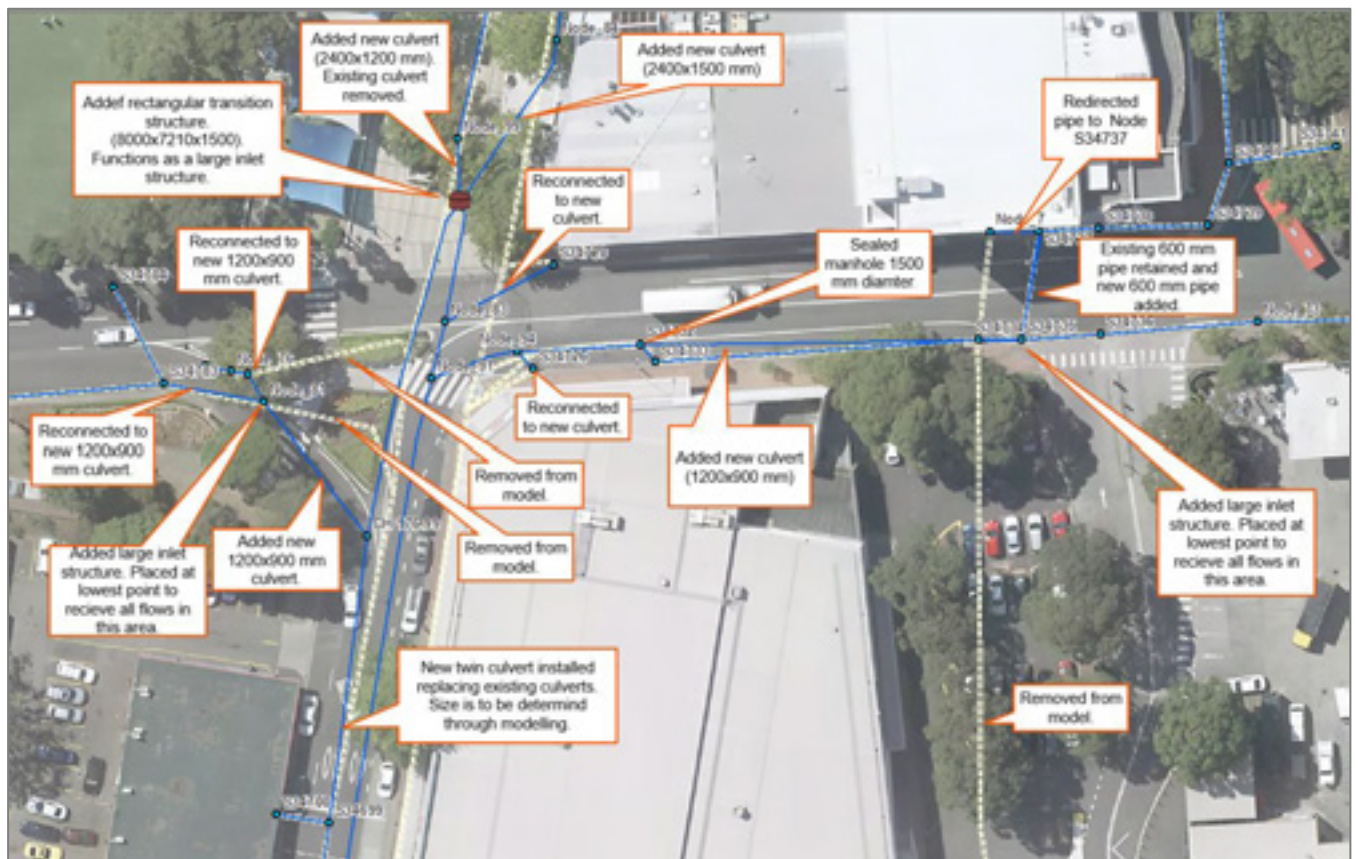 Added new culvert
(2400x1200 mm).
Existing culvert
removed.
Added new culvert
(2400x1500 mm)
Addef rectangular transition
structure.
(8000x7210x1500).
Functions as a large inlet
structure.
Redirected
pipe to Node
S34737
Reconnected
to new
culvert.
Reconnected to
new 1200x900
mm culvert.
Sealed
manhole 1500
mm diamter.
Existing 600 mm
pipe retained and
new 600 mm pipe
added.
Reconnected to
new 1200x900
mm culvert.
Reconnected
to new culvert.
Removed from
model.
Added new culvert
(1200x900 mm)
Added large inlet
structure. Placed at
lowest point to
recieve all flows in
this area.
Added new
1200x900 mm
culvert.
Removed from
model.
Added large inlet
structure. Placed at
lowest point to
recieve all flows in
this area.
New twin culvert installed
replacing existing culverts.
Size is to be determind
through modelling.
Removed from
model.